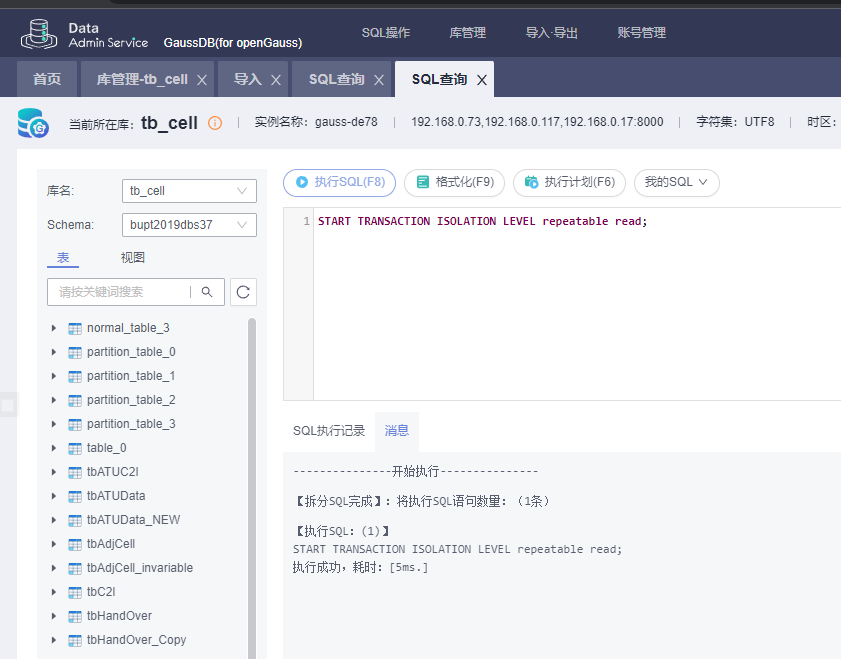 Data
Admin Service
GaussDB(for openGauss)
SQL操作
库管理
导入·导出
账号管理
首页
库管理-tb_cell
导入
SQL查询
SQL查询
当前所在库: tb_cell
实例名称: gauss-de78
192.168.0.73,192.168.0.117,192.168.0.17:8000
字符集: UTF8
时区:
库名:
tb_cell
Schema:
bupt2019dbs37
表
视图
请按关键词搜索
normal_table_3
partition_table_0
partition_table_1
partition_table_2
partition_table_3
table_0
tbATUC2I
tbATUData
tbATUData_NEW
tbAdjCell
tbAdjCell_invariable
tbC2I
tbHandOver
tbHandOver_Copy
执行SQL(F8)
格式化(F9)
执行计划(F6)
我的SQL
1 START TRANSACTION ISOLATION LEVEL repeatable read;
SQL执行记录
消息
---------------开始执行---------------
【拆分SQL完成】: 将执行SQL语句数量: (1条)
【执行SQL: (1)】
START TRANSACTION ISOLATION LEVEL repeatable read;
执行成功，耗时: [5ms.]